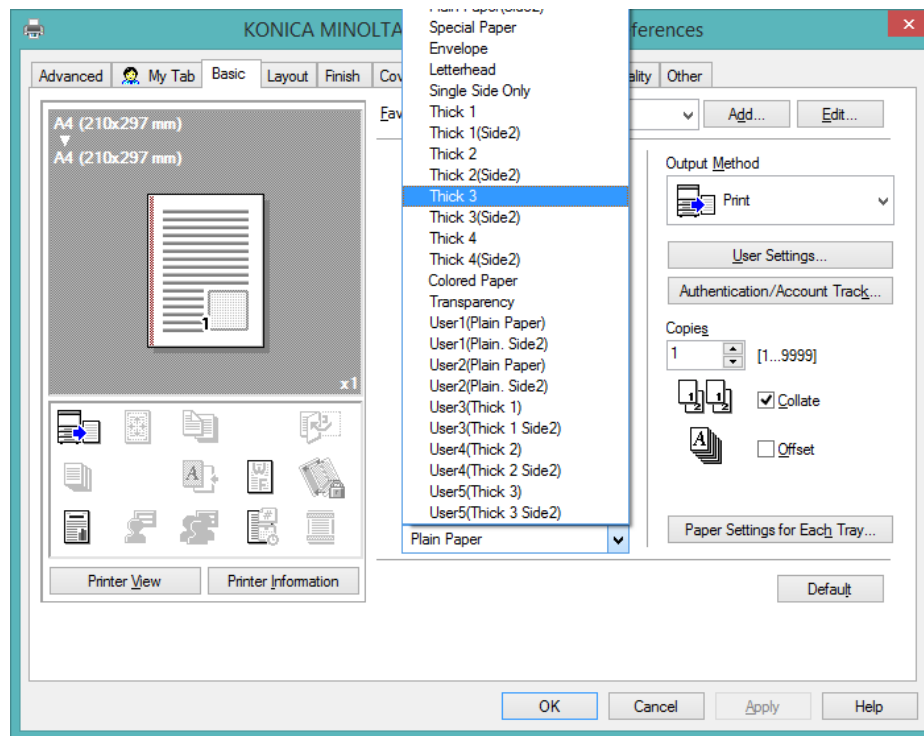 KONICA MINOLTA
ferences
Advanced My Tab Basic Layout Finish Cov ality Other
A4 (210x297 mm)
A4 (210x297 mm)
1
x1
Printer View Printer Information
Fav
Add... Edit...
Plain Paper(Side2)
Special Paper
Envelope
Letterhead
Single Side Only
Thick 1
Thick 1(Side2)
Thick 2
Thick 2(Side2)
Thick 3
Thick 3(Side2)
Thick 4
Thick 4(Side2)
Colored Paper
Transparency
User1(Plain Paper)
User1(Plain. Side2)
User2(Plain Paper)
User2(Plain. Side2)
User3(Thick 1)
User3(Thick 1 Side2)
User4(Thick 2)
User4(Thick 2 Side2)
User5(Thick 3)
User5(Thick 3 Side2)
Plain Paper
Output Method
Print
User Settings...
Authentication/Account Track...
Copies
1 [1...9999]
Collate
Offset
Paper Settings for Each Tray...
Default
OK Cancel Apply Help